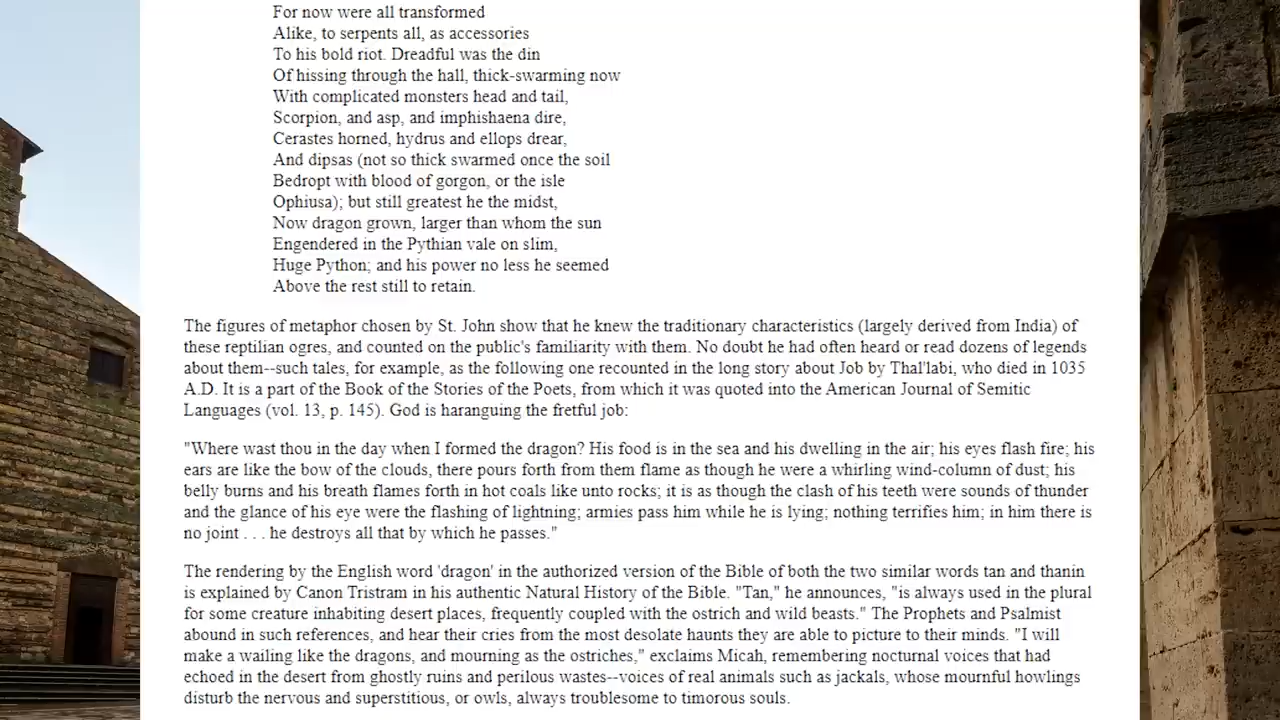 For now were all transformed
Alike, to serpents all, as accessories
To his bold riot. Dreadful was the din
Of hissing through the hall, thick-swarming now
With complicated monsters head and tail,
Scorpion, and asp, and imphishaena dire,
Cerastes horned, hydrus and ellops drear,
And dipsas (not so thick swarmed once the soil
Bedropt with blood of gorgon, or the isle
Ophiusa); but still greatest he the midst,
Now dragon grown, larger than whom the sun
Engendered in the Pythian vale on slim,
Huge Python; and his power no less he seemed
Above the rest still to retain.
The figures of metaphor chosen by St. John show that he knew the traditionary characteristics (largely derived from India) of
these reptilian ogres, and counted on the public's familiarity with them. No doubt he had often heard or read dozens of legends
about them--such tales, for example, as the following one recounted in the long story about Job by Thal'labi, who died in 1035
A.D. It is a part of the Book of the Stories of the Poets, from which it was quoted into the American Journal of Semitic
Languages (vol. 13, p. 145). God is haranguing the fretful job:
"Where wast thou in the day when I formed the dragon? His food is in the sea and his dwelling in the air; his eyes flash fire; his
ears are like the bow of the clouds, there pours forth from them flame as though he were a whirling wind-column of dust; his
belly burns and his breath flames forth in hot coals like unto rocks; it is as though the clash of his teeth were sounds of thunder
and the glance of his eye were the flashing of lightning; armies pass him while he is lying; nothing terrifies him; in him there is
no joint . . . he destroys all that by which he passes."
The rendering by the English word 'dragon' in the authorized version of the Bible of both the two similar words tan and thanin
is explained by Canon Tristram in his authentic Natural History of the Bible. "Tan," he announces, "is always used in the plural
for some creature inhabiting desert places, frequently coupled with the ostrich and wild beasts." The Prophets and Psalmist
abound in such references, and hear their cries from the most desolate haunts they are able to picture to their minds. "I will
make a wailing like the dragons, and mourning as the ostriches," exclaims Micah, remembering nocturnal voices that had
echoed in the desert from ghostly ruins and perilous wastes--voices of real animals such as jackals, whose mournful howlings
disturb the nervous and superstitious, or owls, always troublesome to timorous souls.